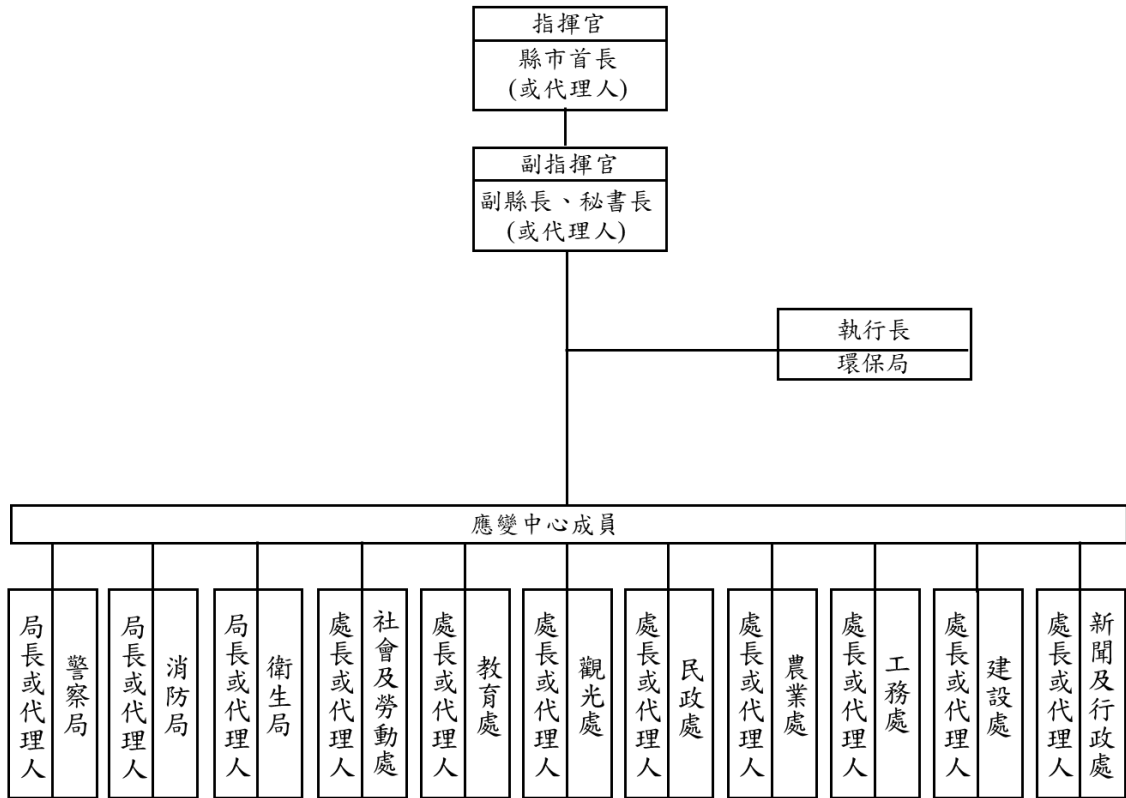 指揮官
縣市首長
(或代理人)
副指揮官
副縣長、秘書長
(或代理人)
執行長
環保局
應變中心成員
警察局
局長或代理人
消防局
局長或代理人
衛生局
局長或代理人
社會及勞動處
處長或代理人
教育處
處長或代理人
觀光處
處長或代理人
民政處
處長或代理人
農業處
處長或代理人
工務處
處長或代理人
建設處
處長或代理人
新聞及行政處
處長或代理人